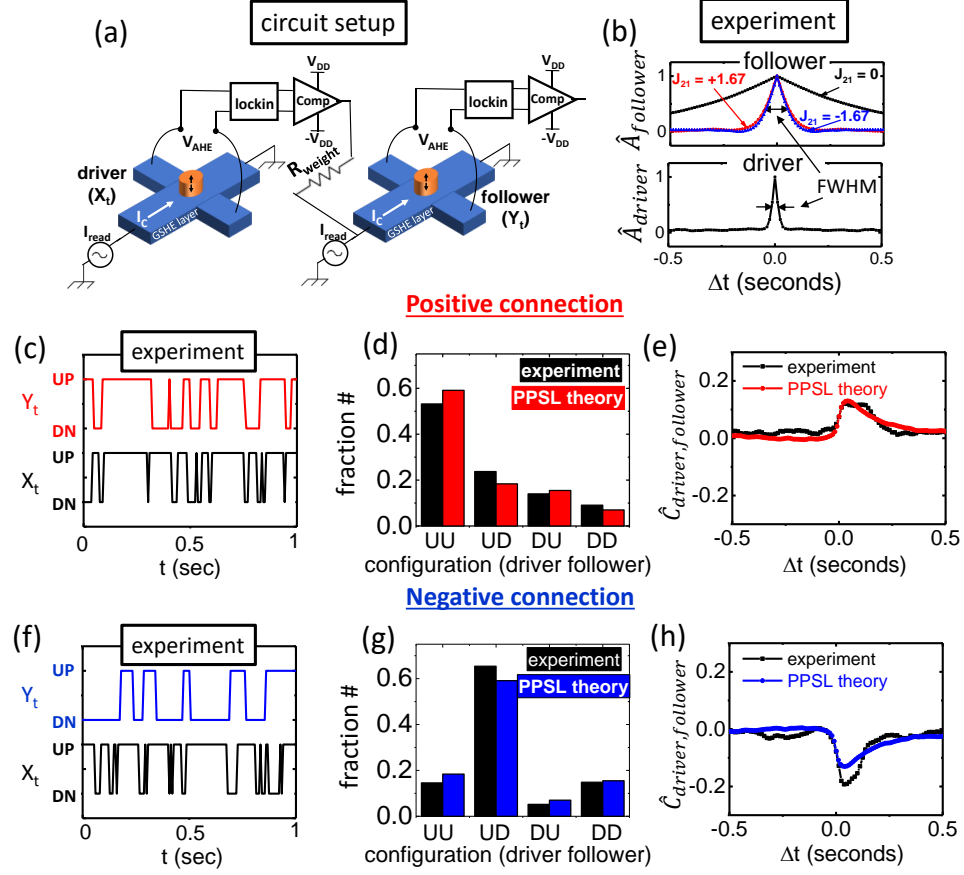 circuit setup
experiment
(a)
V_DD
lockin
Comp
-V_DD
V_AHE
R_weight
driver
(X_t)
I_C
GSHE layer
I_read
V_DD
lockin
Comp
-V_DD
V_AHE
follower
(Y_t)
I_C
GSHE layer
I_read
(b)
follower
J_21 = +1.67
J_21 = 0
J_21 = -1.67
Â_follower
1
0
driver
FWHM
Â_driver
1
0
-0.5 0.0 0.5
Δt (seconds)
Positive connection
(c)
experiment
UP
Y_t
DN
UP
X_t
DN
0 0.5 1
t (sec)
(d)
experiment
PPSL theory
fraction #
0.6
0.4
0.2
0.0
UU UD DU DD
configuration (driver follower)
(e)
experiment
PPSL theory
Ĉ_driver,follower
0.2
0.0
-0.2
-0.5 0.0 0.5
Δt (seconds)
Negative connection
(f)
experiment
UP
Y_t
DN
UP
X_t
DN
0 0.5 1
t (sec)
(g)
experiment
PPSL theory
fraction #
0.6
0.4
0.2
0.0
UU UD DU DD
configuration (driver follower)
(h)
experiment
PPSL theory
Ĉ_driver,follower
0.2
0.0
-0.2
-0.5 0.0 0.5
Δt (seconds)